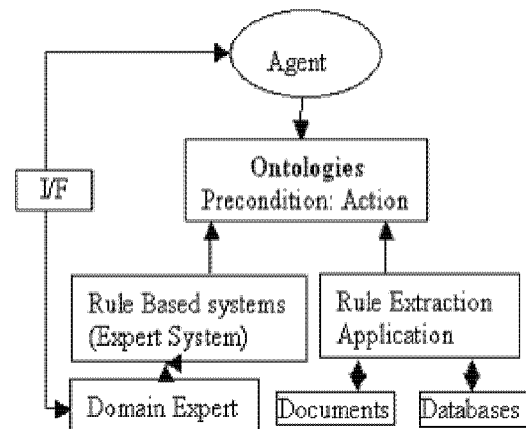 Agent
Ontologies
Precondition: Action
I/F
Rule Based systems
(Expert System)
Rule Extraction
Application
Domain Expert
Documents
Databases